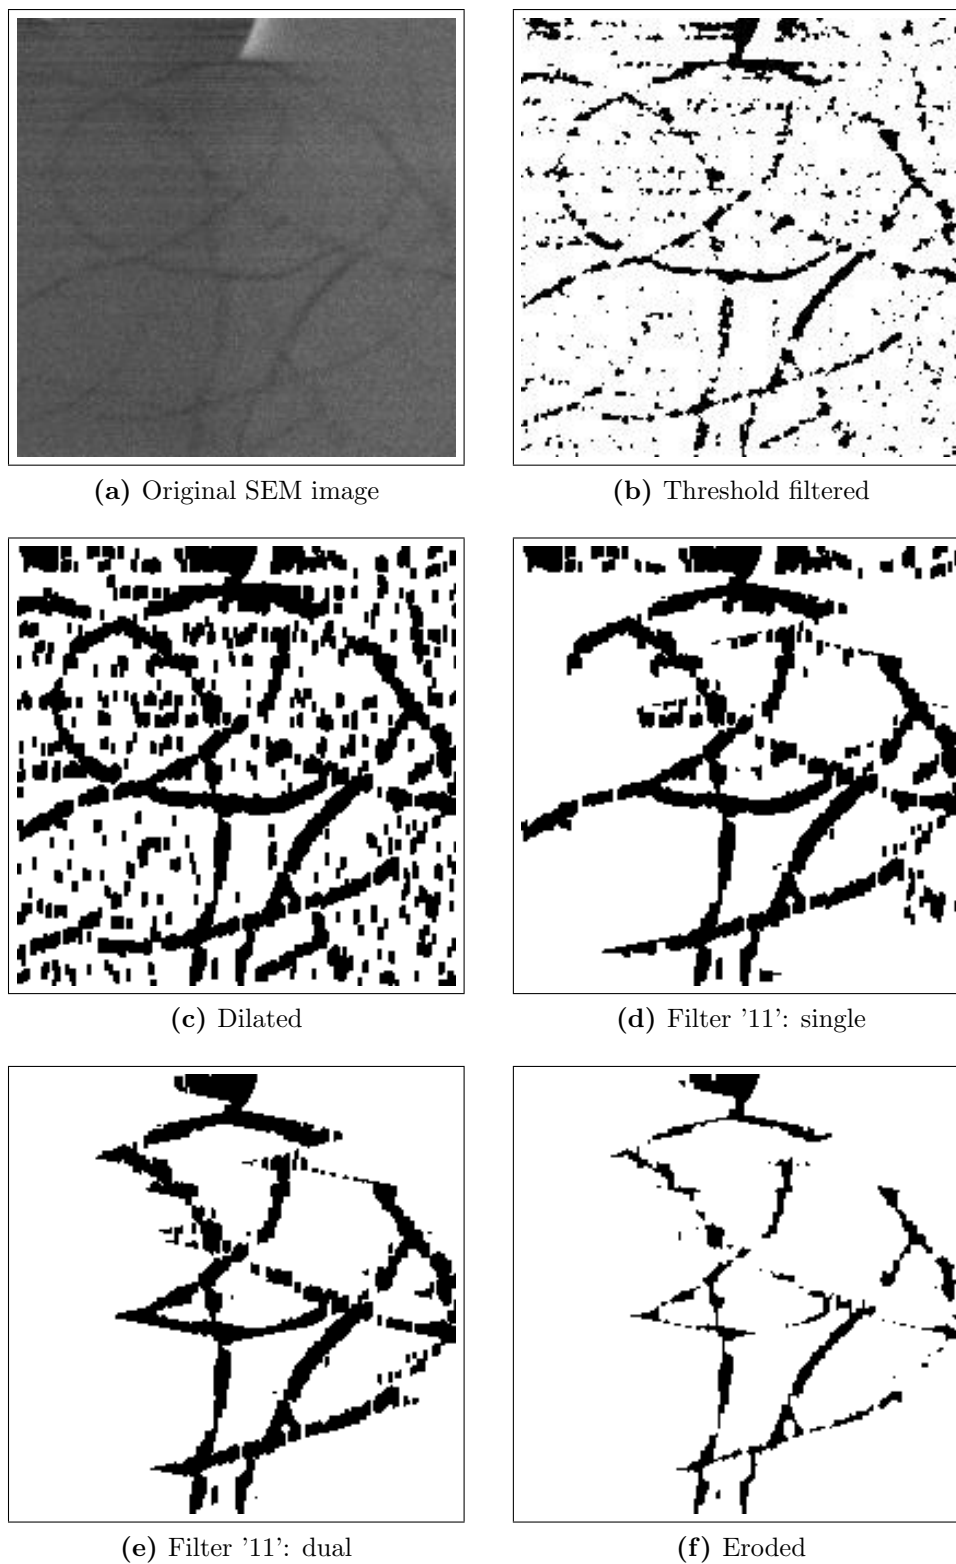 (a) Original SEM image
(b) Threshold filtered
(c) Dilated
(d) Filter '11': single
(e) Filter '11': dual
(f) Eroded